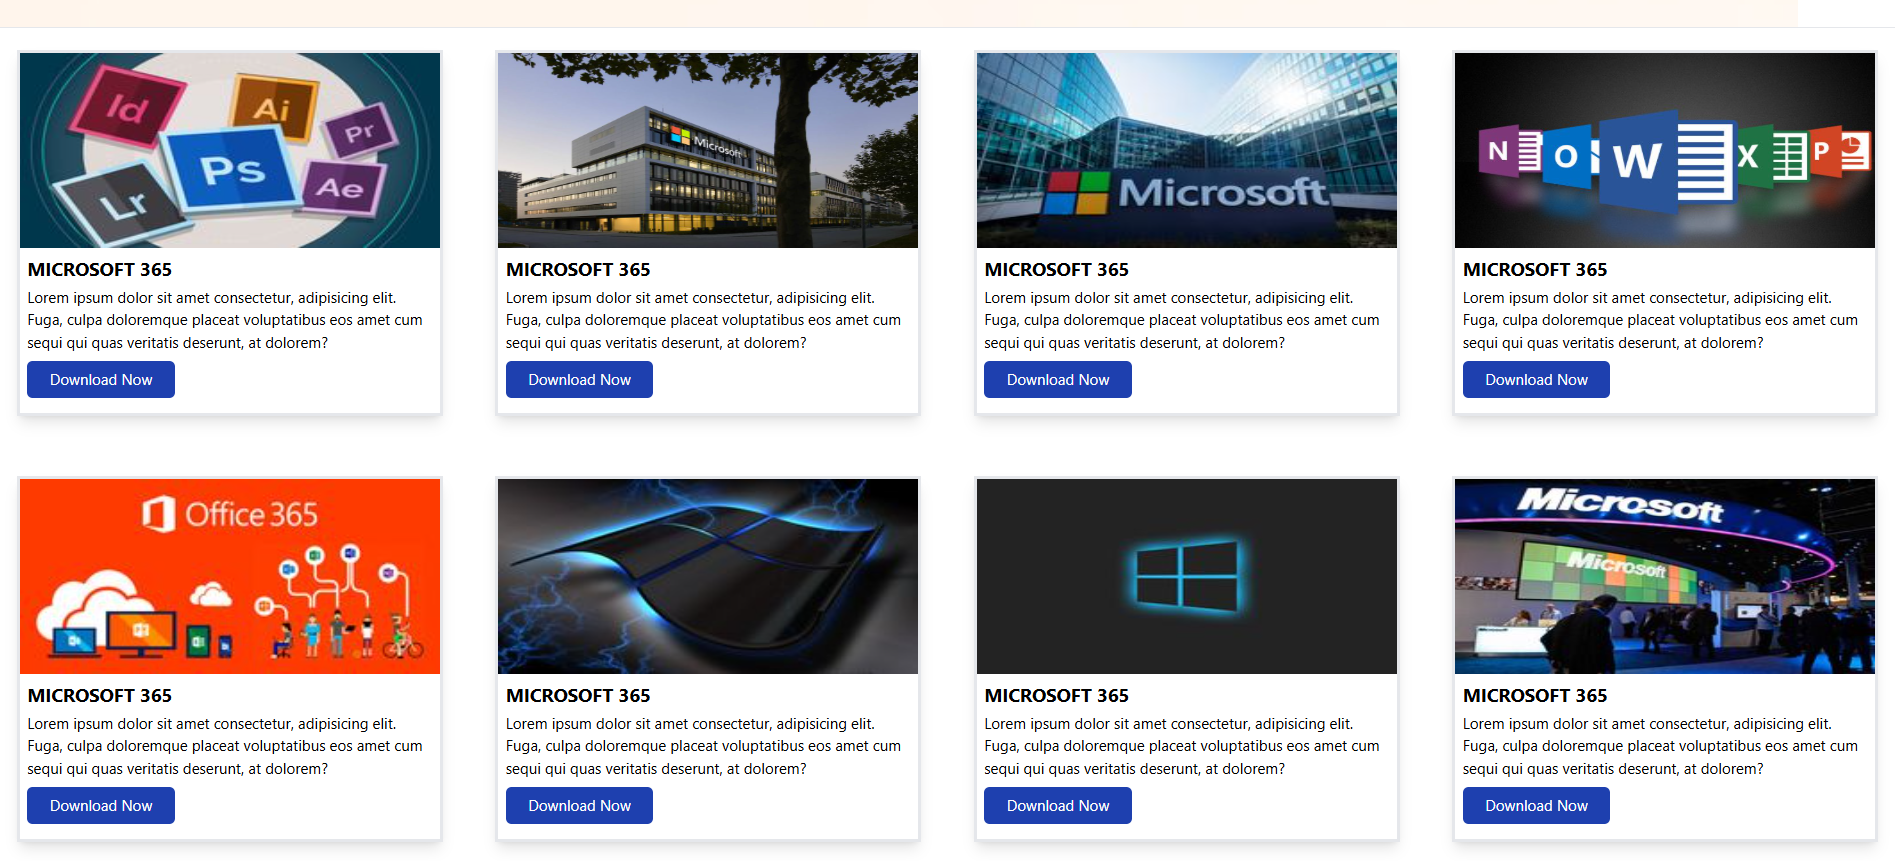 Id
Ai
Pr
Ps
Ae
Lr
Microsoft
Microsoft
N
O
W
X
P
MICROSOFT 365
MICROSOFT 365
MICROSOFT 365
MICROSOFT 365
Lorem ipsum dolor sit amet consectetur, adipisicing elit.
Fuga, culpa doloremque placeat voluptatibus eos amet cum
sequi qui quas veritatis deserunt, at dolorem?
Lorem ipsum dolor sit amet consectetur, adipisicing elit.
Fuga, culpa doloremque placeat voluptatibus eos amet cum
sequi qui quas veritatis deserunt, at dolorem?
Lorem ipsum dolor sit amet consectetur, adipisicing elit.
Fuga, culpa doloremque placeat voluptatibus eos amet cum
sequi qui quas veritatis deserunt, at dolorem?
Lorem ipsum dolor sit amet consectetur, adipisicing elit.
Fuga, culpa doloremque placeat voluptatibus eos amet cum
sequi qui quas veritatis deserunt, at dolorem?
Download Now
Download Now
Download Now
Download Now
Office 365
Microsoft
Microsoft
MICROSOFT 365
MICROSOFT 365
MICROSOFT 365
MICROSOFT 365
Lorem ipsum dolor sit amet consectetur, adipisicing elit.
Fuga, culpa doloremque placeat voluptatibus eos amet cum
sequi qui quas veritatis deserunt, at dolorem?
Lorem ipsum dolor sit amet consectetur, adipisicing elit.
Fuga, culpa doloremque placeat voluptatibus eos amet cum
sequi qui quas veritatis deserunt, at dolorem?
Lorem ipsum dolor sit amet consectetur, adipisicing elit.
Fuga, culpa doloremque placeat voluptatibus eos amet cum
sequi qui quas veritatis deserunt, at dolorem?
Lorem ipsum dolor sit amet consectetur, adipisicing elit.
Fuga, culpa doloremque placeat voluptatibus eos amet cum
sequi qui quas veritatis deserunt, at dolorem?
Download Now
Download Now
Download Now
Download Now